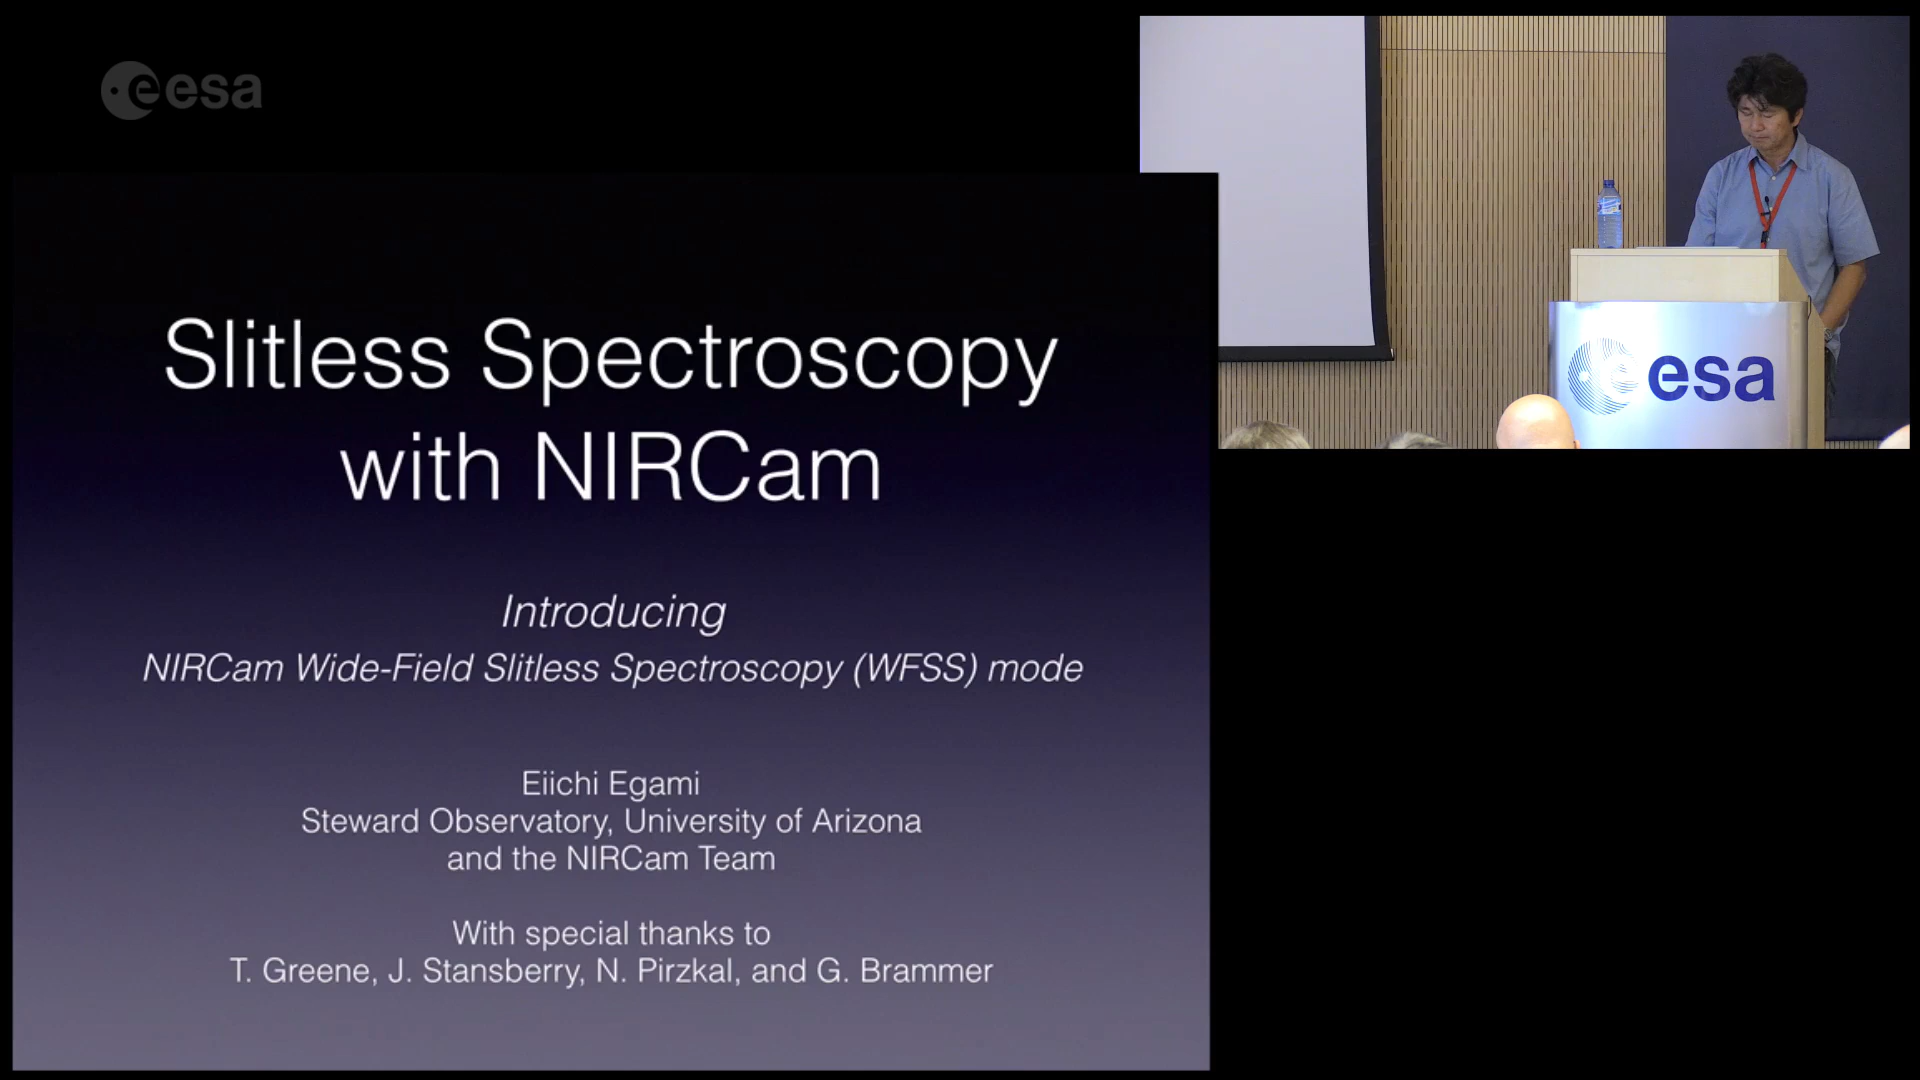 esa
Slitless Spectroscopy
with NIRCam
Introducing
NIRCam Wide-Field Slitless Spectroscopy (WFSS) mode
Eiichi Egami
Steward Observatory, University of Arizona
and the NIRCam Team
With special thanks to
T. Greene, J. Stansberry, N. Pirzkal, and G. Brammer
esa